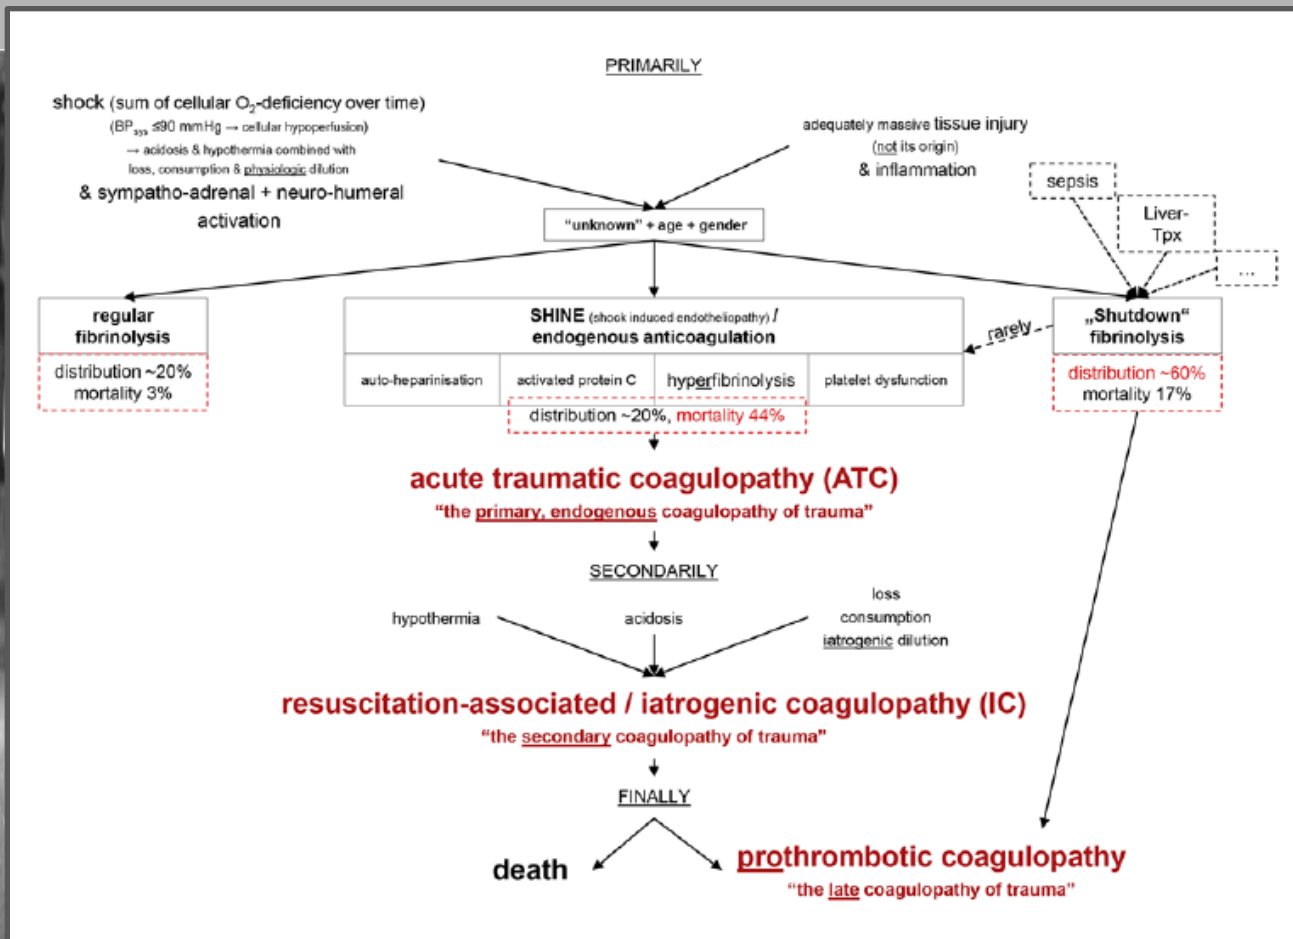 PRIMARILY
shock (sum of cellular O₂-deficiency over time)
(BPsys ≤90 mmHg → cellular hypoperfusion)
→ acidosis & hypothermia combined with
loss, consumption & physiologic dilution
& sympatho-adrenal + neuro-humeral
activation
adequately massive tissue injury
(not its origin)
& inflammation
sepsis
Liver-
Tpx
...
"unknown" + age + gender
regular
fibrinolysis
distribution ~20%
mortality 3%
SHINE (shock induced endotheliopathy) /
endogenous anticoagulation
auto-heparinisation
activated protein C
hyperfibrinolysis
platelet dysfunction
distribution ~20%, mortality 44%
rarely
„Shutdown"
fibrinolysis
distribution ~60%
mortality 17%
acute traumatic coagulopathy (ATC)
"the primary, endogenous coagulopathy of trauma"
SECONDARILY
hypothermia
acidosis
loss
consumption
iatrogenic dilution
resuscitation-associated / iatrogenic coagulopathy (IC)
"the secondary coagulopathy of trauma"
FINALLY
death
prothrombotic coagulopathy
"the late coagulopathy of trauma"